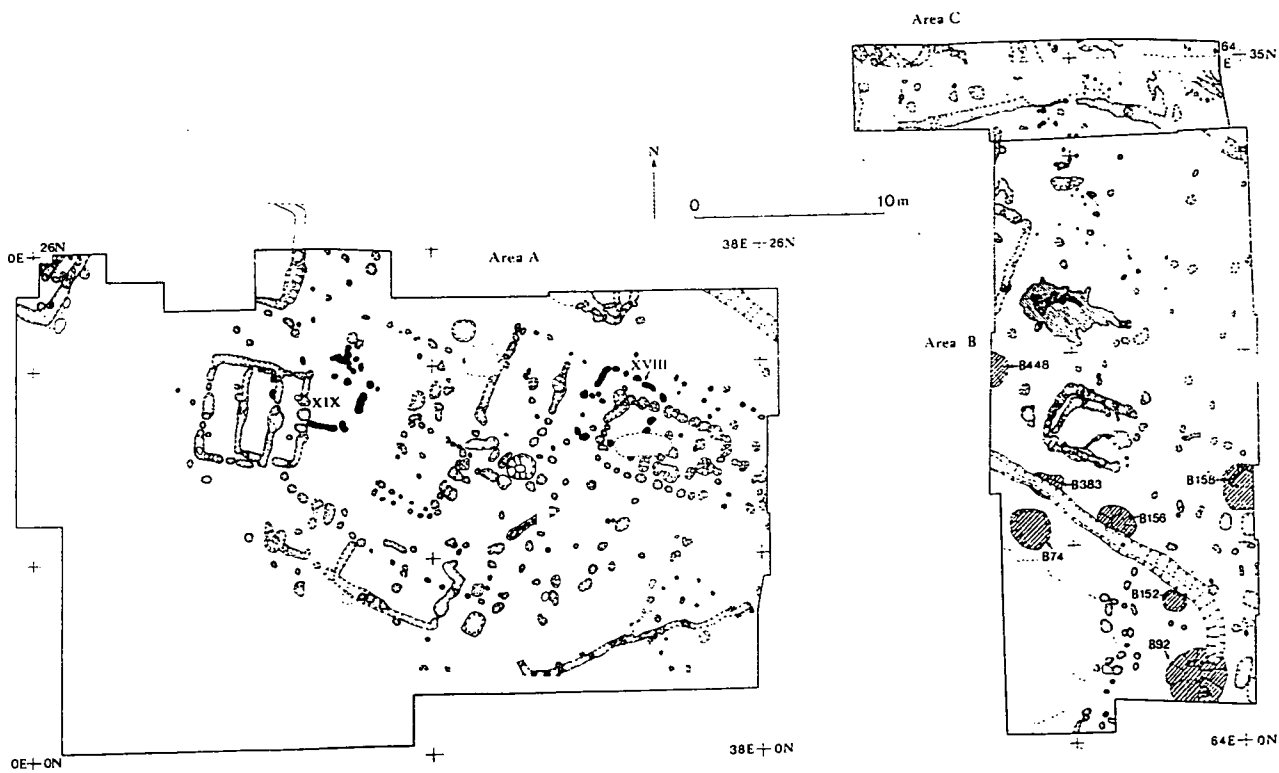 Area C
64
E
35N
N
0
10m
38E
26N
0E
26N
Area A
Area B
XVIII
XIX
B448
B383
B158
B156
B74
B152
B92
0E
0N
38E
0N
64E
0N